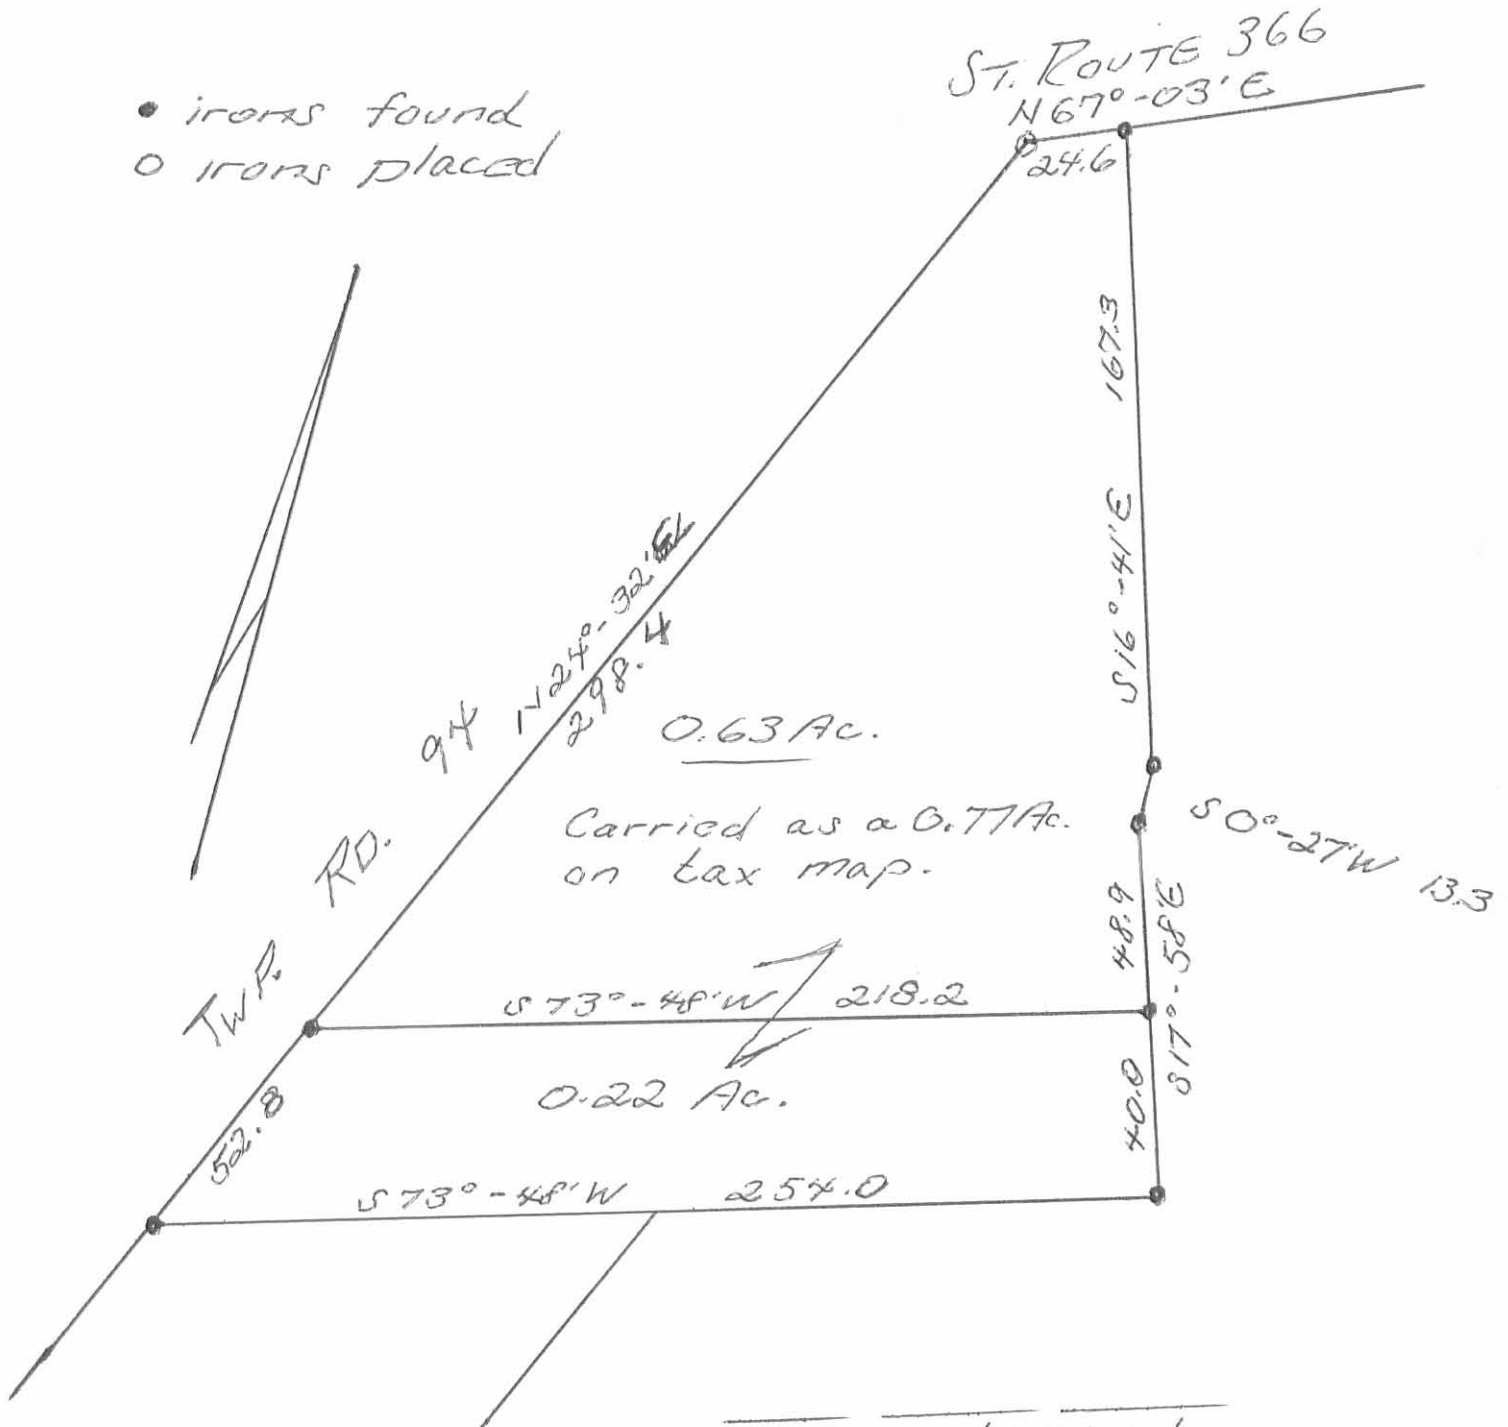 ST. ROUTE 366
N67°-03'E
24.6
• irons found
o irons placed
167.3
S16°-41'E
N24°-32'E
298.4
TWP. RD. 94
0.63 Ac.
Carried as a 0.77 Ac.
on tax map.
S0°-27'W 13.3
48.9
S17°-58'E
S73°-48'W 218.2
40.0
0.22 Ac.
52.8
S73°-48'W 254.0